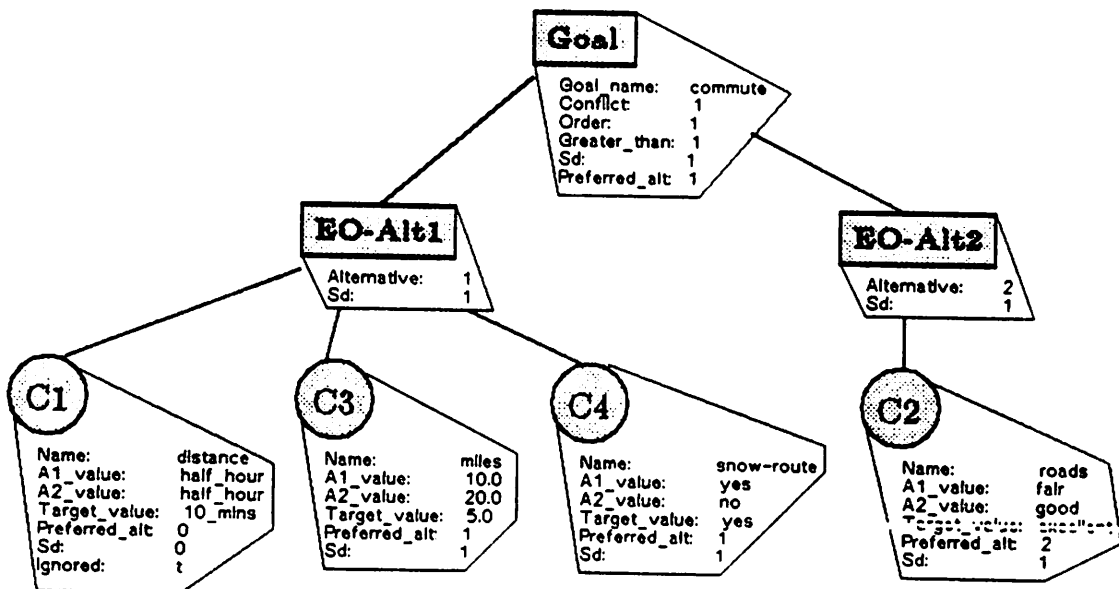 Goal
Goal_name: commute
Conflict: 1
Order: 1
Greater_than: 1
Sd: 1
Preferred_alt: 1
EO-Alt1
Alternative: 1
Sd: 1
EO-Alt2
Alternative: 2
Sd: 1
C1
Name: distance
A1_value: half_hour
A2_value: half_hour
Target_value: 10_mins
Preferred_alt: 0
Sd: 0
Ignored: t
C3
Name: miles
A1_value: 10.0
A2_value: 20.0
Target_value: 5.0
Preferred_alt: 1
Sd: 1
C4
Name: snow-route
A1_value: yes
A2_value: no
Target_value: yes
Preferred_alt: 1
Sd: 1
C2
Name: roads
A1_value: fair
A2_value: good
Target_value: excellent
Preferred_alt: 2
Sd: 1